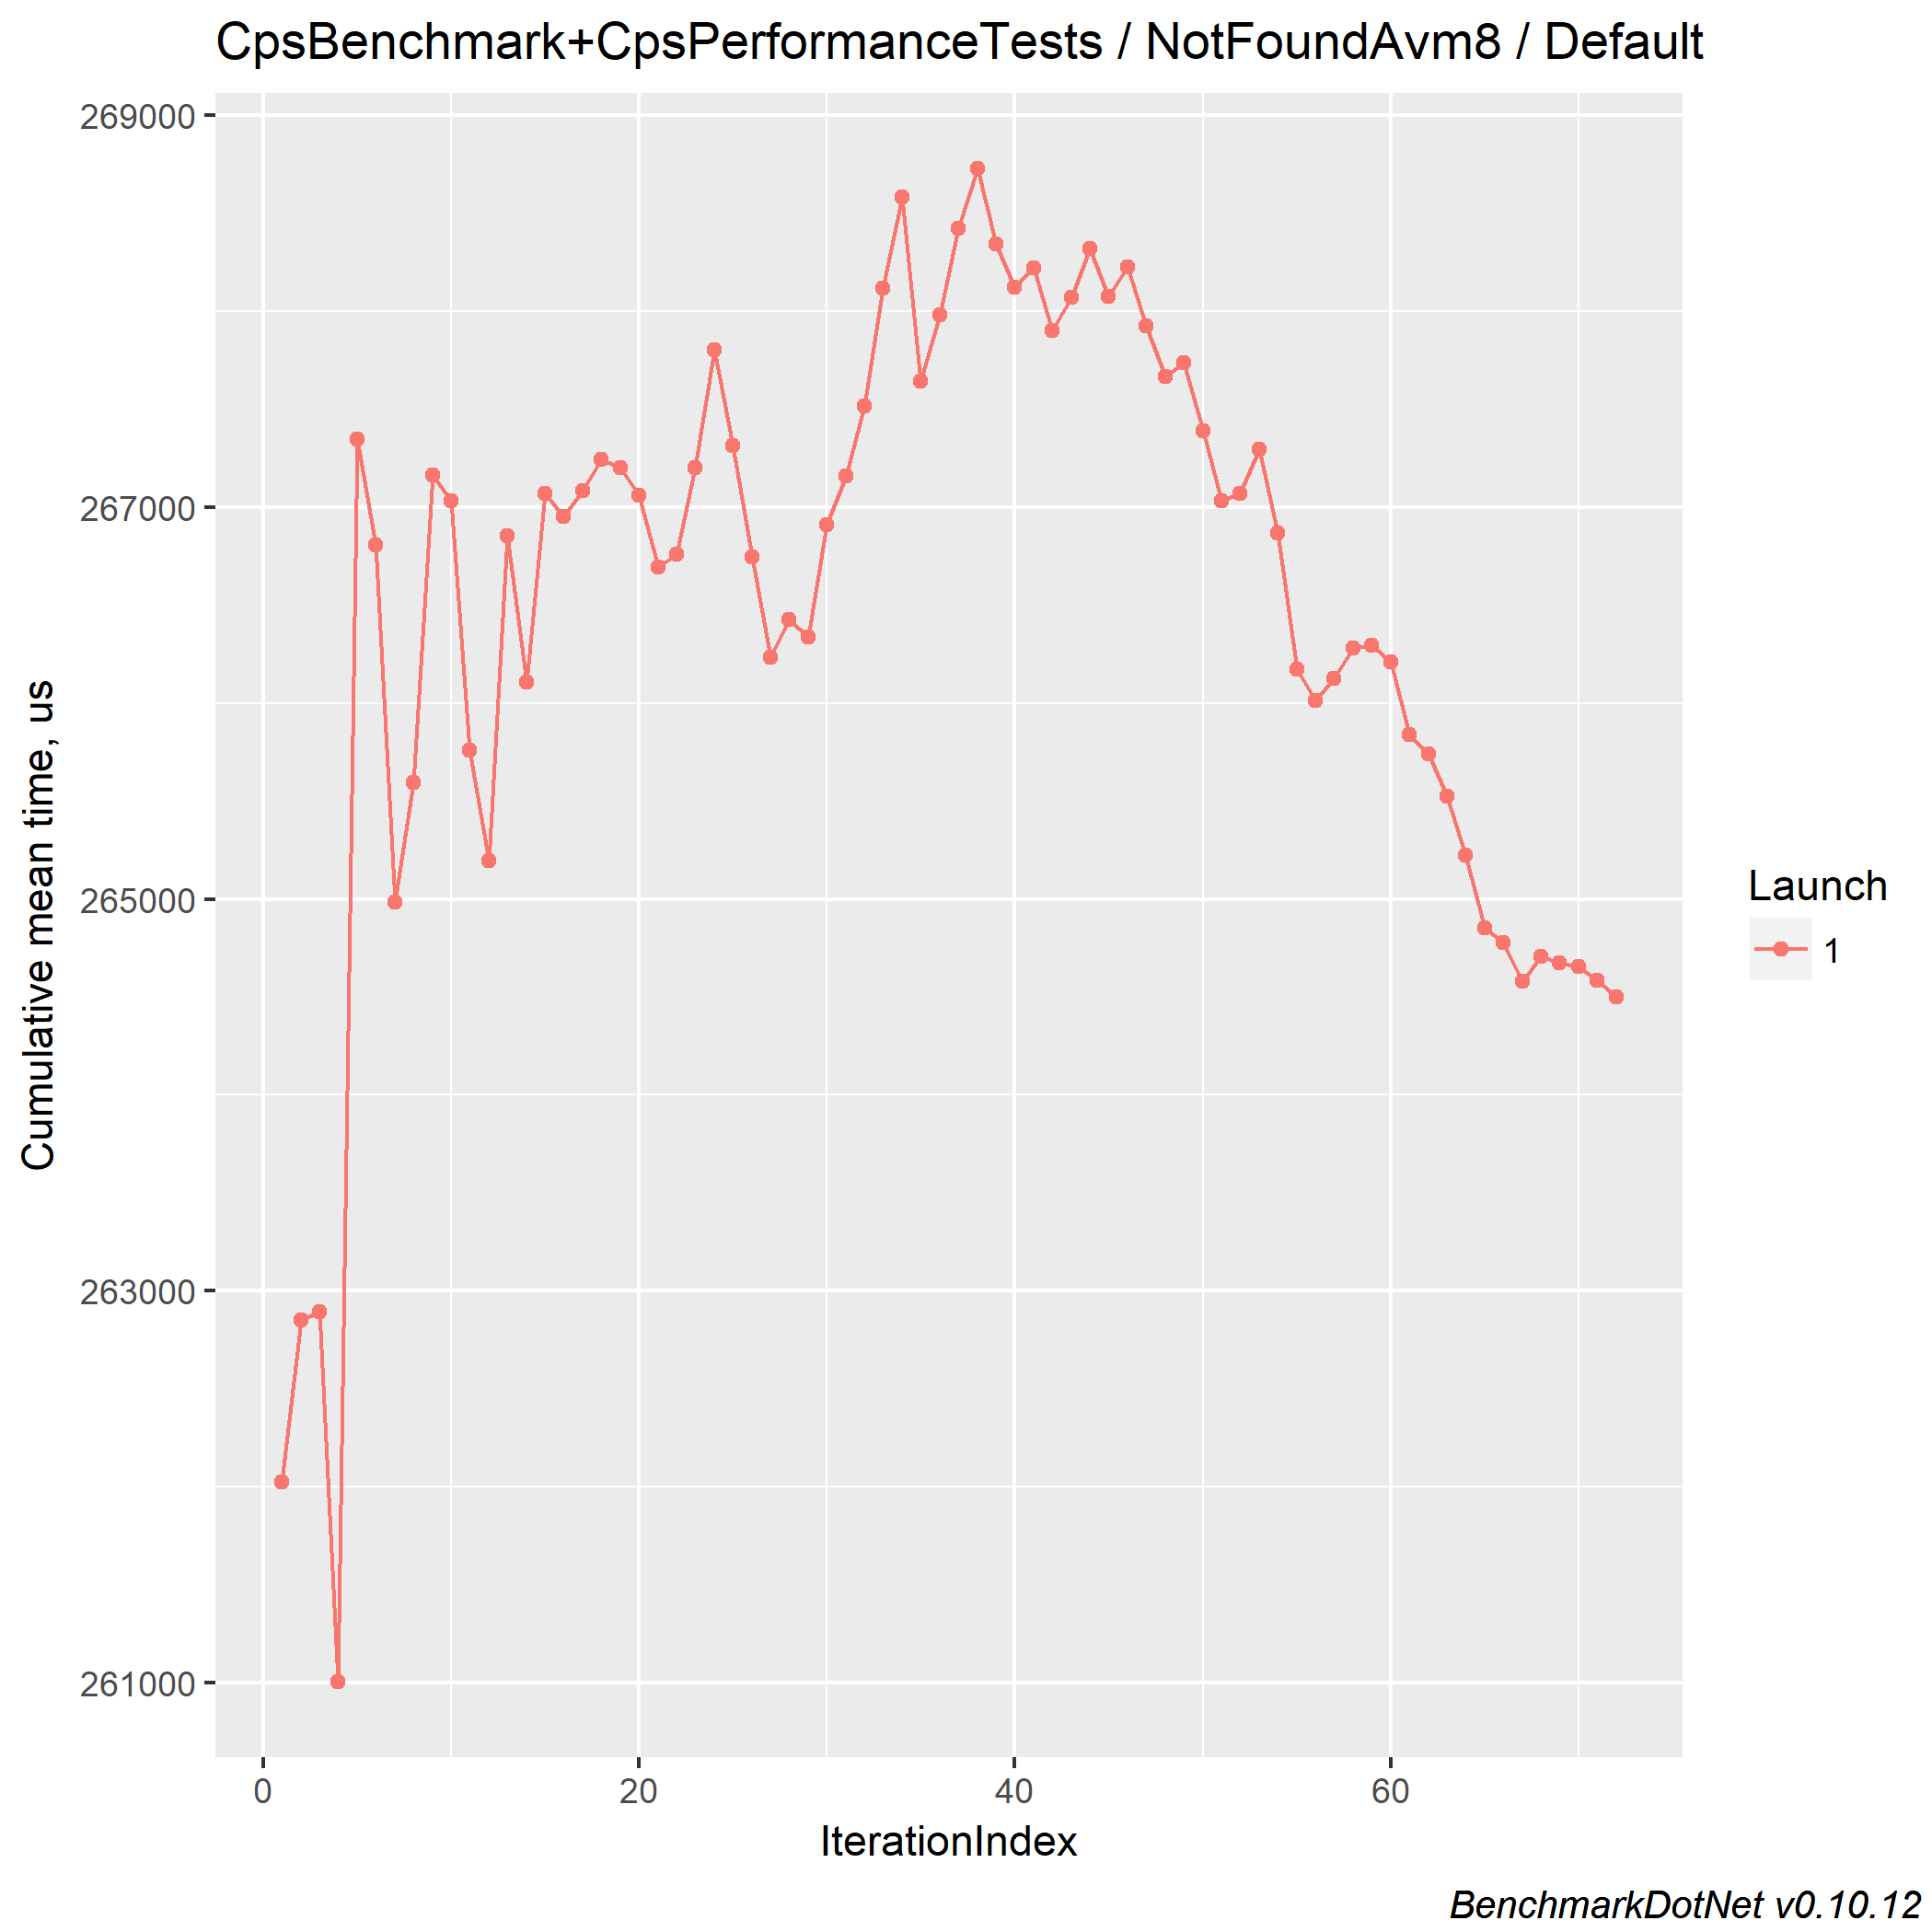 CpsBenchmark+CpsPerformanceTests / NotFoundAvm8 / Default
269000
267000
265000
263000
261000
Cumulative mean time, us
0 20 40 60
IterationIndex
Launch
1
BenchmarkDotNet v0.10.12